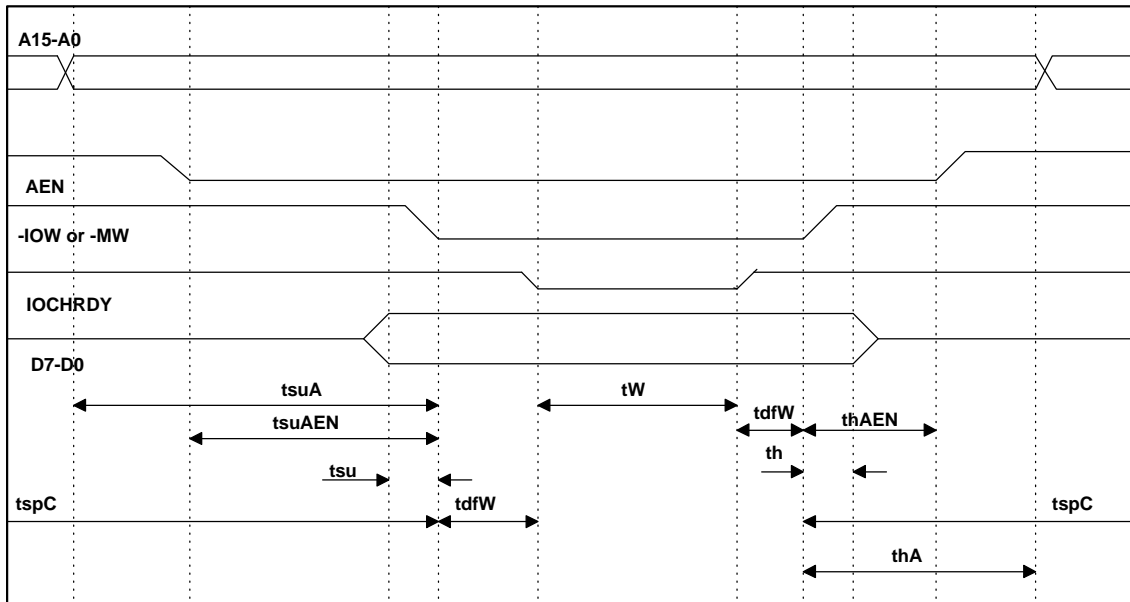 A15-A0
AEN
-IOW or -MW
IOCHRDY
D7-D0
tsuA
tW
tdfW
thAEN
tsuAEN
th
tsu
tspC
tdfW
tspC
thA